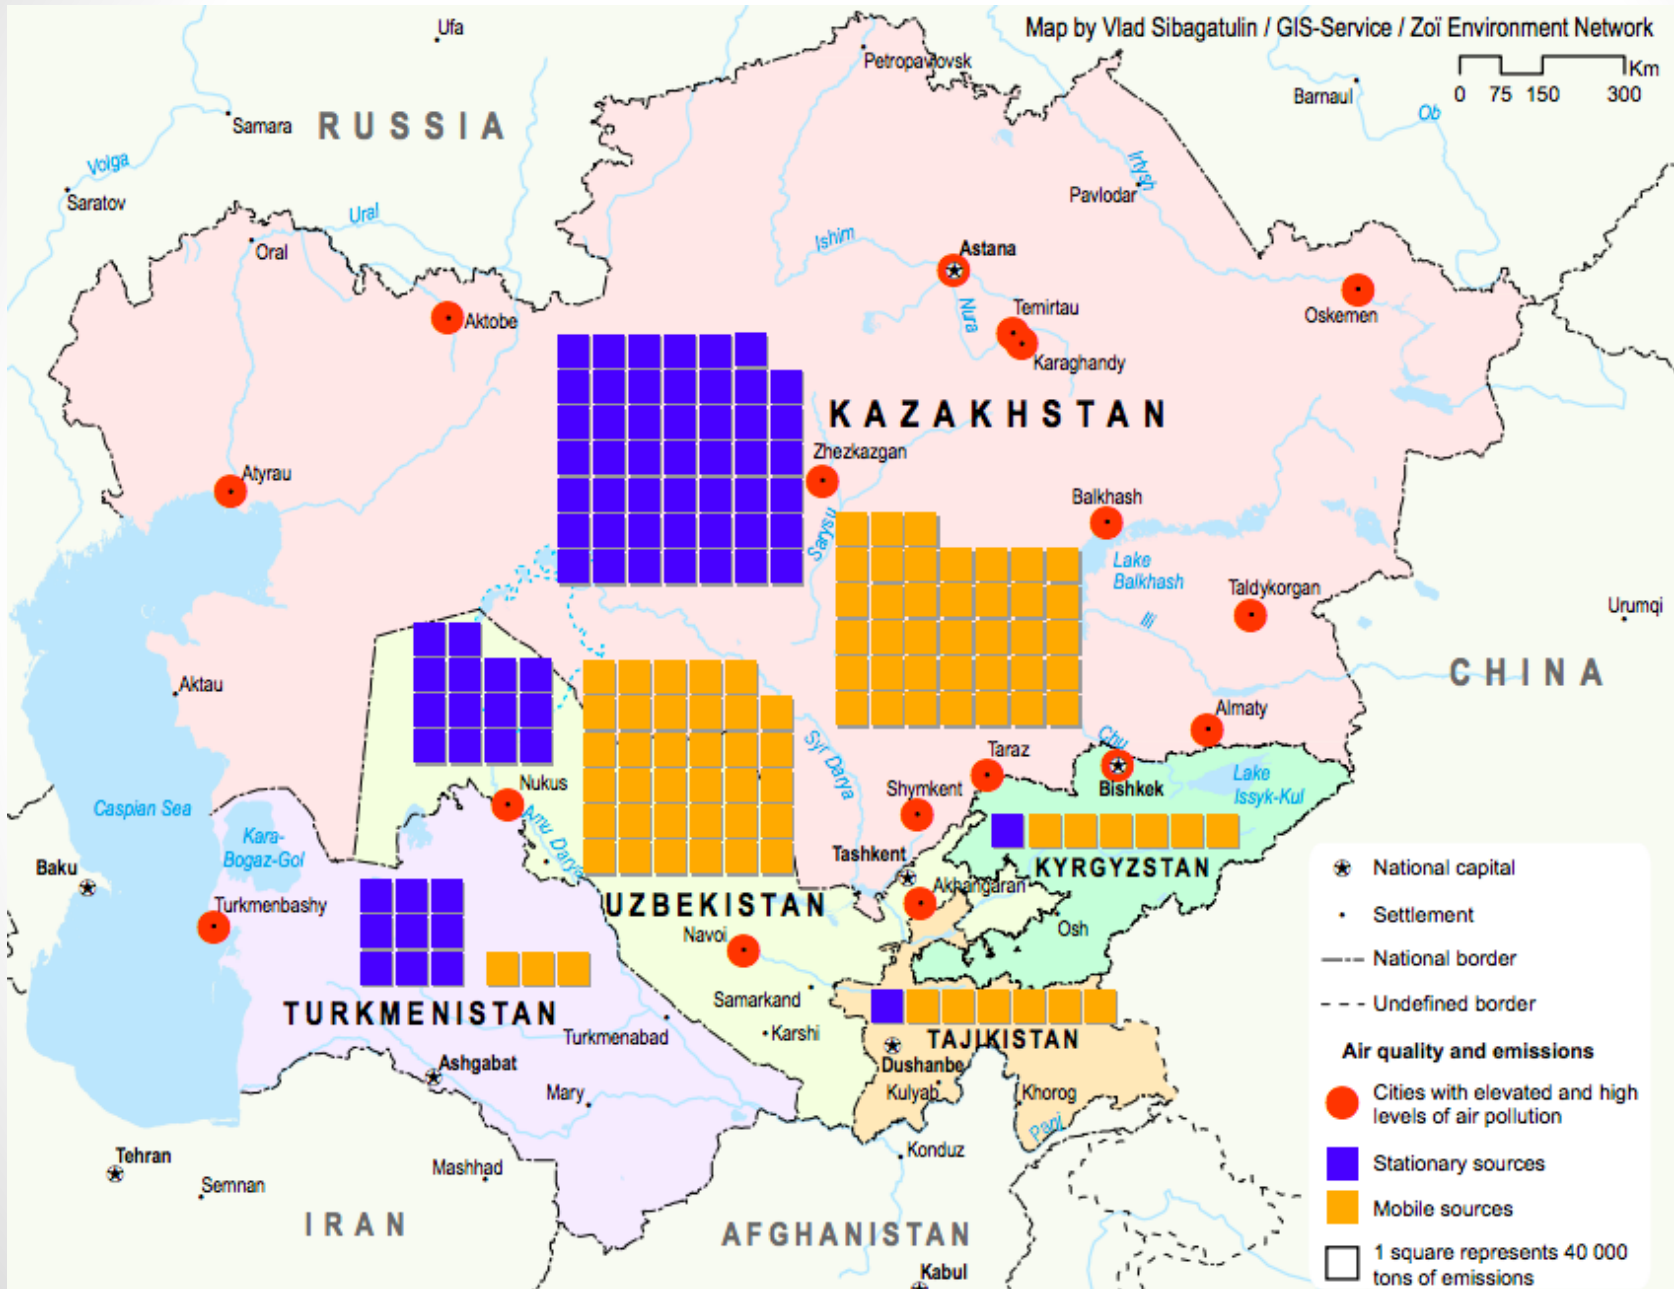 Map by Vlad Sibagatulin / GIS-Service / Zoï Environment Network
Km
0 75 150 300
Ufa
Petropavlovsk
Barnaul
Ob
Samara
RUSSIA
Volga
Irtysh
Pavlodar
Saratov
Ural
Oral
Ishim
Astana
Nura
Temirtau
Oskemen
Aktobe
Karaghandy
KAZAKHSTAN
Zhezkazgan
Atyrau
Balkhash
Sarysu
Lake
Balkhash
Taldykorgan
Ili
Urumqi
CHINA
Aktau
Almaty
Chu
Syr Darya
Taraz
Nukus
Shymkent
Bishkek
Lake
Issyk-Kul
Caspian Sea
Amu Darya
Kara-
Bogaz-Gol
Tashkent
KYRGYZSTAN
Baku
Akhangaran
Turkmenbashy
UZBEKISTAN
Navoi
Osh
Samarkand
TURKMENISTAN
Turkmenabad
Karshi
TAJIKISTAN
Dushanbe
Ashgabat
Mary
Kulyab
Khorog
Panj
Konduz
Tehran
Mashhad
Semnan
IRAN
AFGHANISTAN
Kabul
National capital
Settlement
National border
Undefined border
Air quality and emissions
Cities with elevated and high
levels of air pollution
Stationary sources
Mobile sources
1 square represents 40 000
tons of emissions